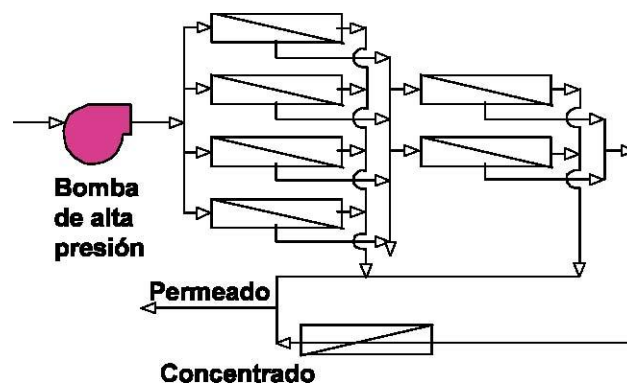 Bomba
de alta
presión
Permeado
Concentrado